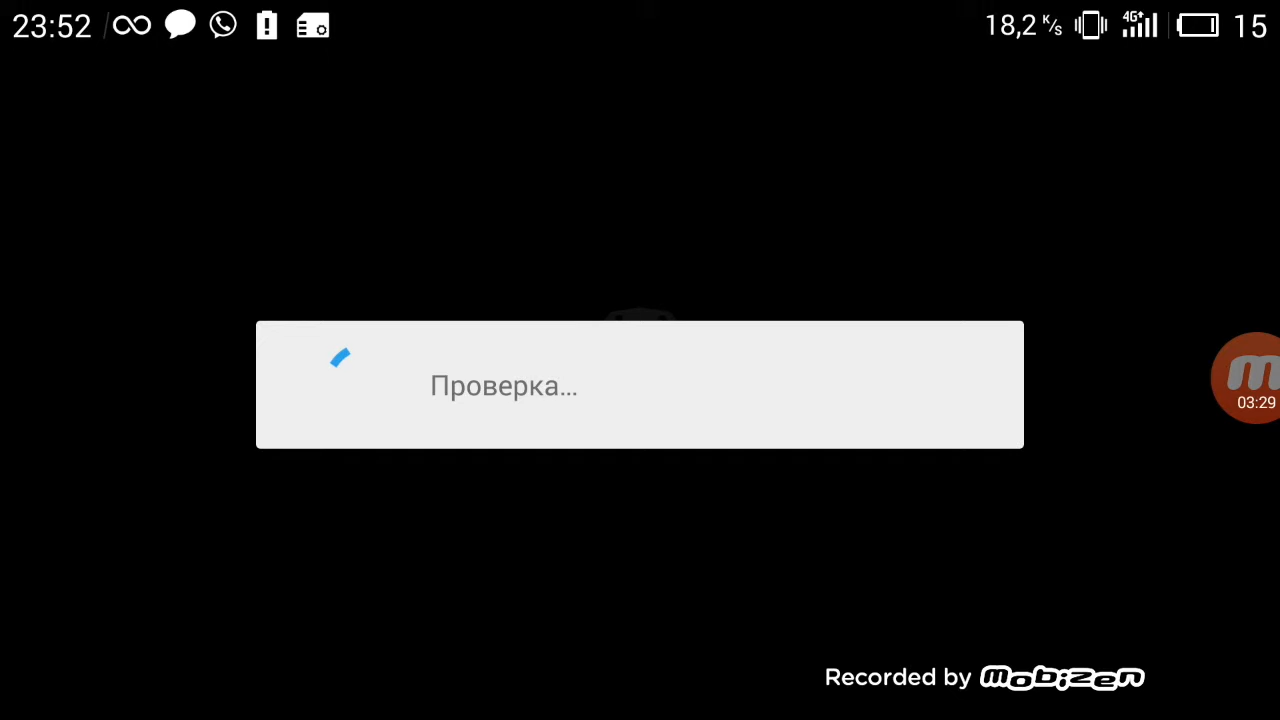 23:52
18,2 K/s 4G 15
Проверка...
m
03:29
Recorded by mobizen